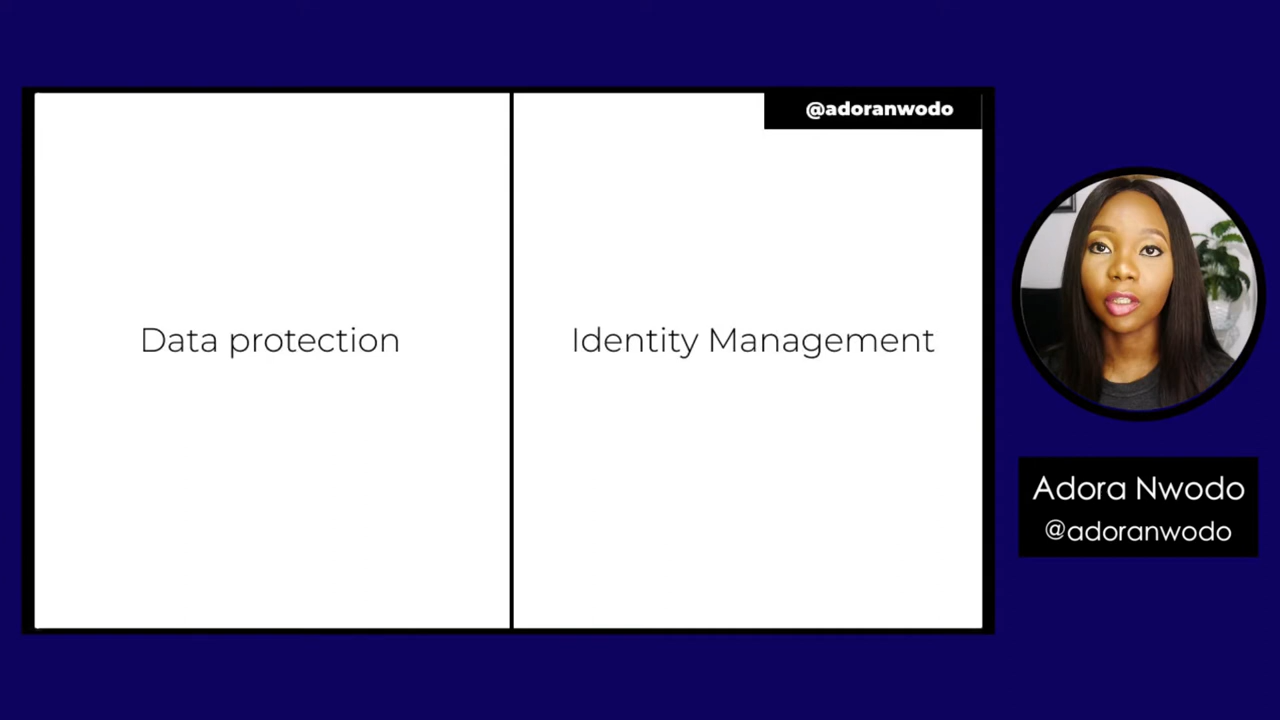 @adoranwodo
Data protection
Identity Management
Adora Nwodo
@adoranwodo